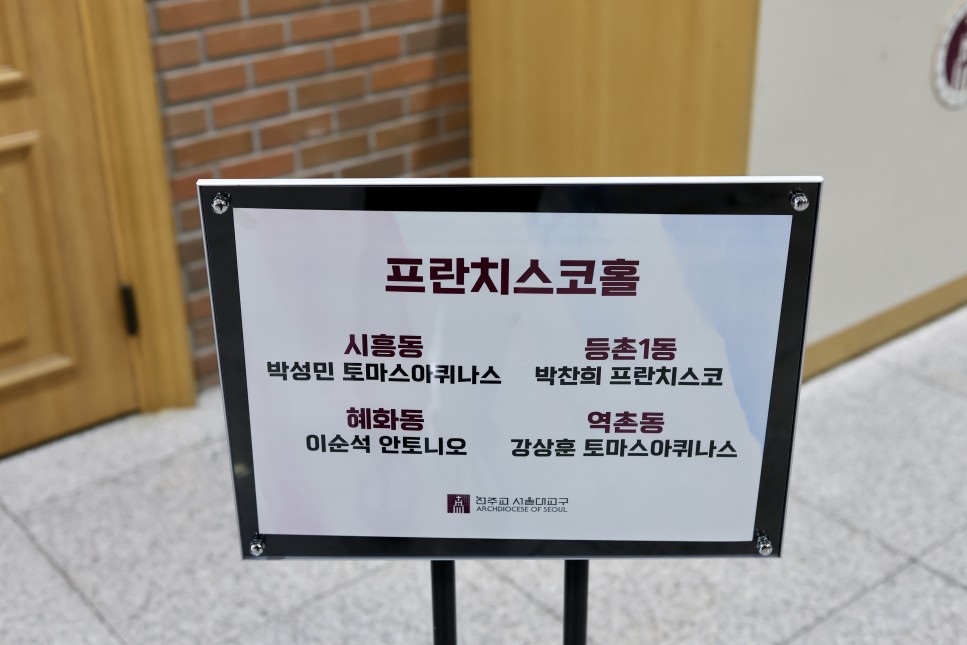 프란치스코홀
시흥동
박성민 토마스아퀴나스
등촌1동
박찬희 프란치스코
혜화동
이순석 안토니오
역촌동
강상훈 토마스아퀴나스
천주교 서울대교구
ARCHDIOCESE OF SEOUL